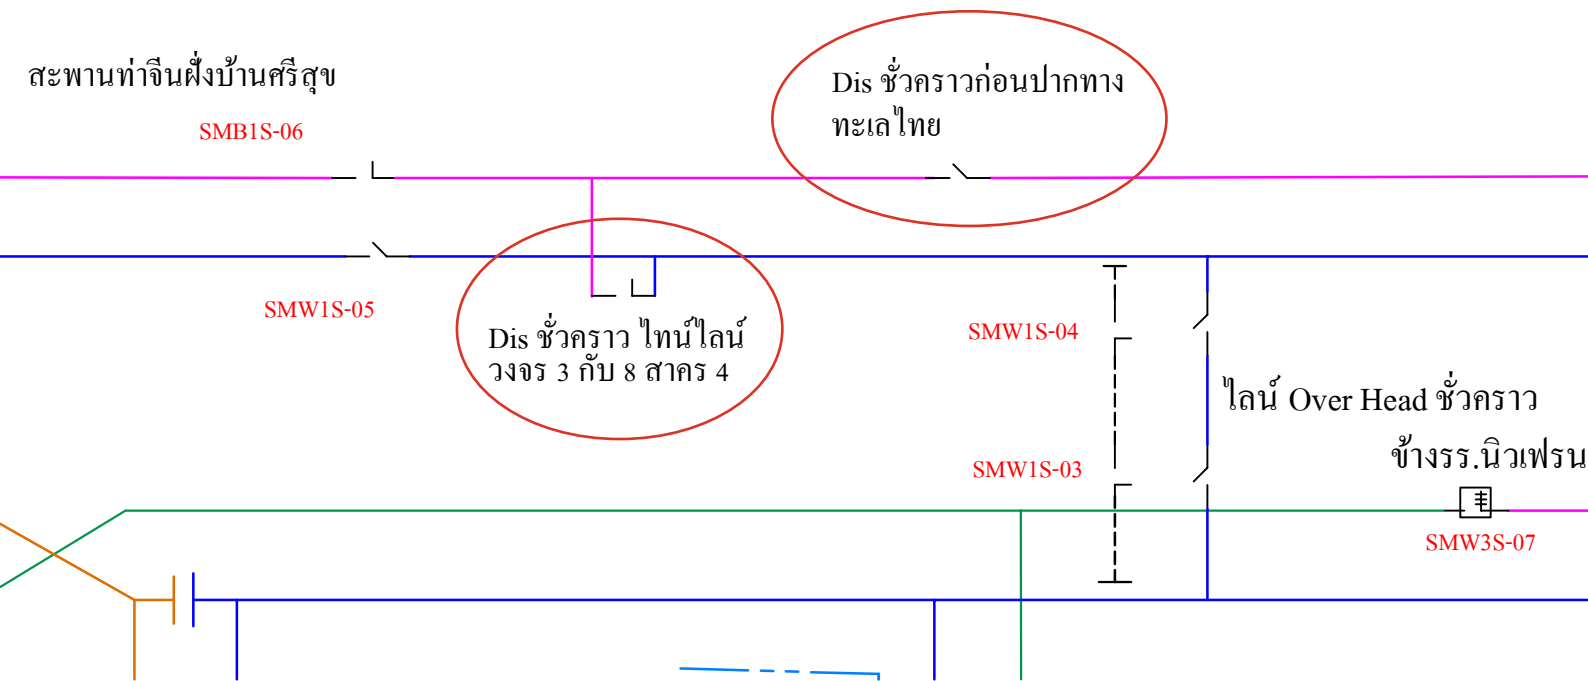 สะพานท่าจีนฝั่งบ้านศรีสุข
SMB1S-06
Dis ชั่วคราวก่อนปากทาง
ทะเลไทย
SMW1S-05
Dis ชั่วคราว ไทน์ไลน์
วงจร 3 กับ 8 สาคร 4
SMW1S-04
ไลน์ Over Head ชั่วคราว
ข้างรร.นิวเฟรน
SMW1S-03
SMW3S-07